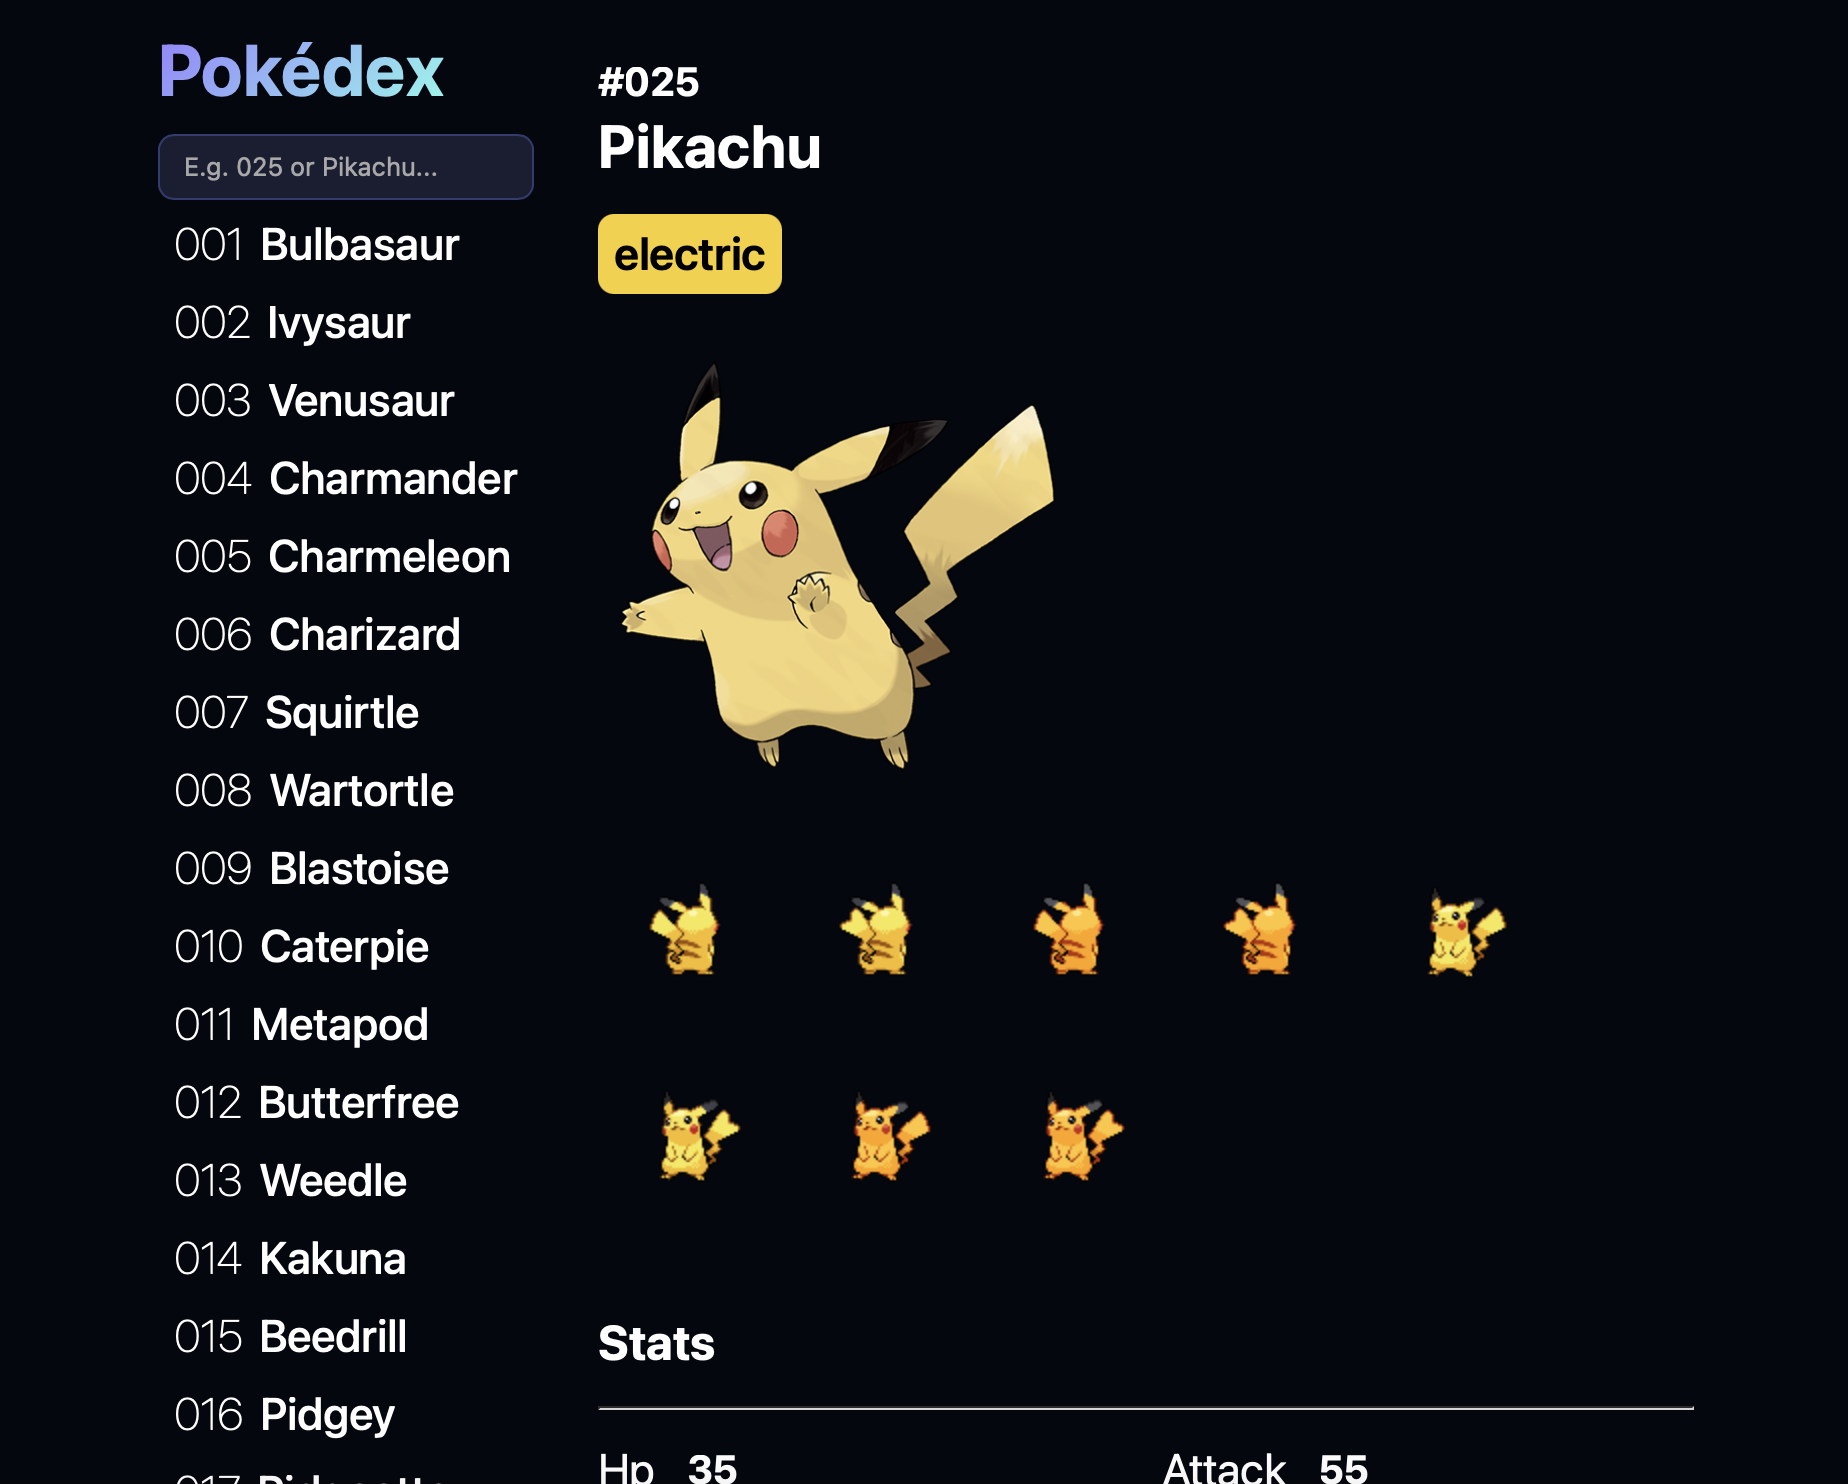 Pokédex
E.g. 025 or Pikachu...
001 Bulbasaur
002 Ivysaur
003 Venusaur
004 Charmander
005 Charmeleon
006 Charizard
007 Squirtle
008 Wartortle
009 Blastoise
010 Caterpie
011 Metapod
012 Butterfree
013 Weedle
014 Kakuna
015 Beedrill
016 Pidgey
017
#025
Pikachu
electric
Stats
Hp 35
Attack 55